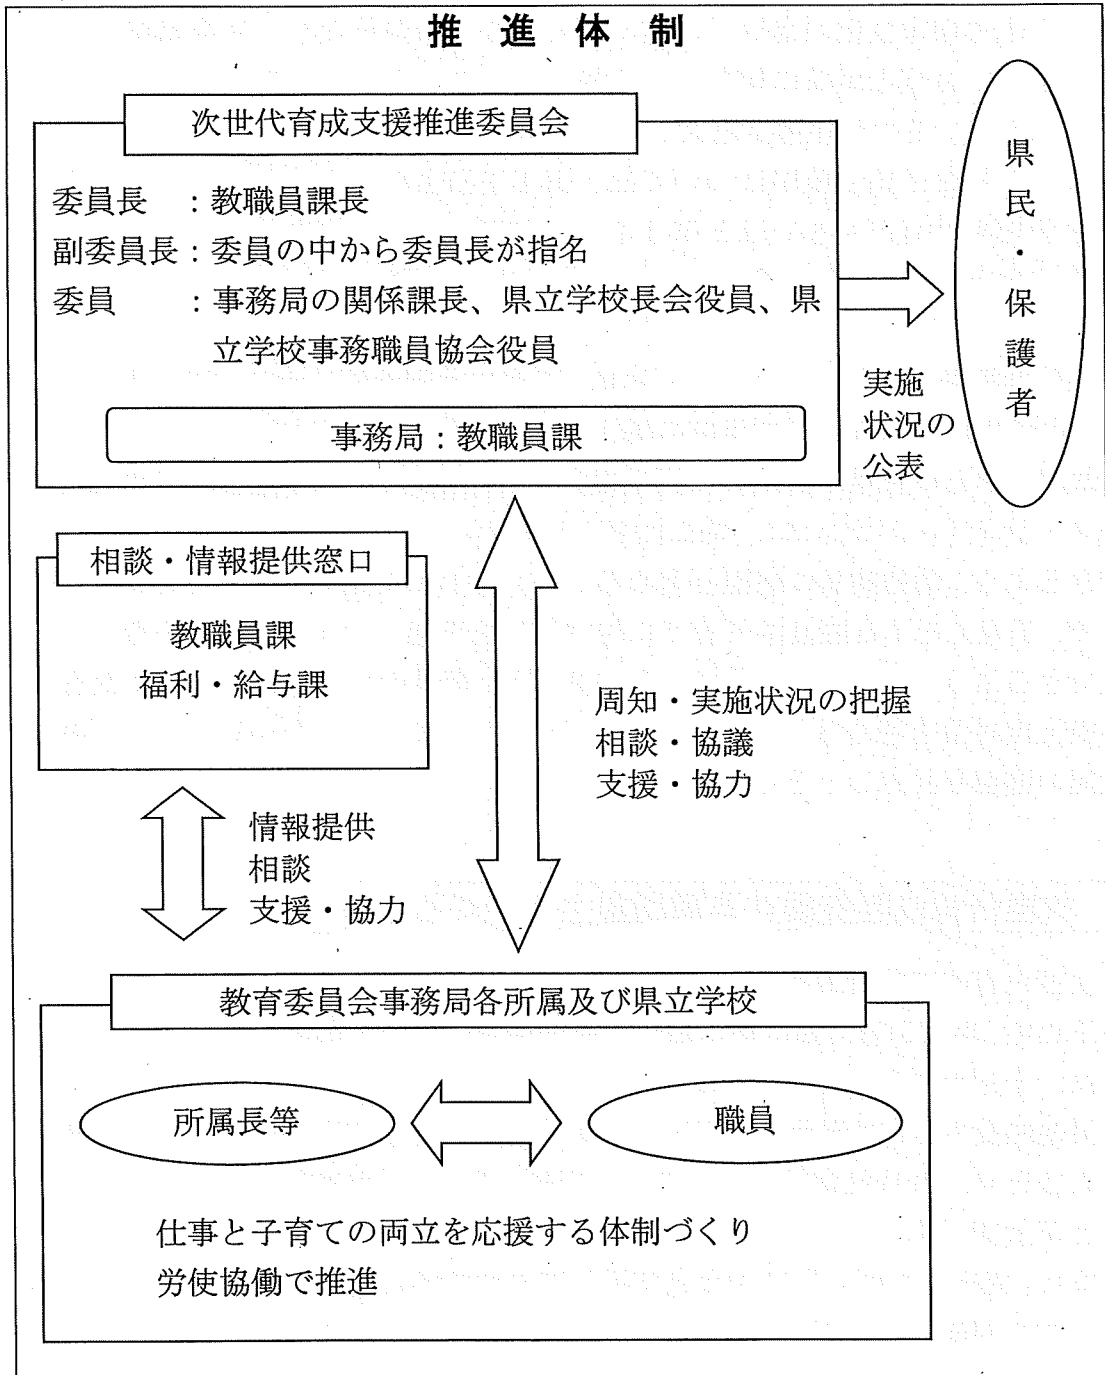 推進体制
次世代育成支援推進委員会
委員長　：教職員課長
副委員長：委員の中から委員長が指名
委員　　：事務局の関係課長、県立学校長会役員、県
立学校事務職員協会役員
事務局：教職員課
県民・保護者
実施
状況の
公表
相談・情報提供窓口
教職員課
福利・給与課
周知・実施状況の把握
相談・協議
支援・協力
情報提供
相談
支援・協力
教育委員会事務局各所属及び県立学校
所属長等
職員
仕事と子育ての両立を応援する体制づくり
労使協働で推進